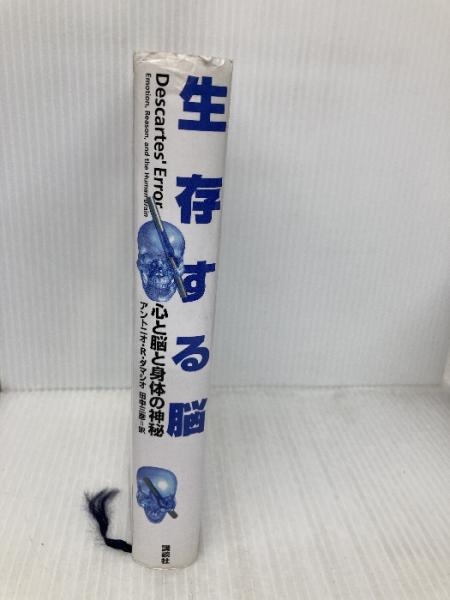 生存する脳
Descartes' Error
Emotion, Reason, and the Human Brain
心と脳と身体の神秘
アントニオ・R・ダマシオ 田中三彦=訳
講談社